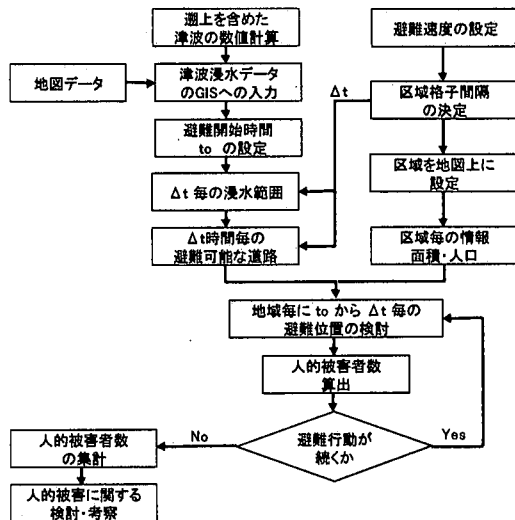 遡上を含めた
津波の数値計算
避難速度の設定
地図データ
津波浸水データ
のGISへの入力
Δt
区域格子間隔
の決定
避難開始時間
to の設定
区域を地図上に
設定
Δt 毎の浸水範囲
Δt時間毎の
避難可能な道路
区域毎の情報
面積・人口
地域毎に to から Δt 毎の
避難位置の検討
人的被害者数
算出
避難行動が
続くか
No
Yes
人的被害者数
の集計
人的被害に関する
検討・考察